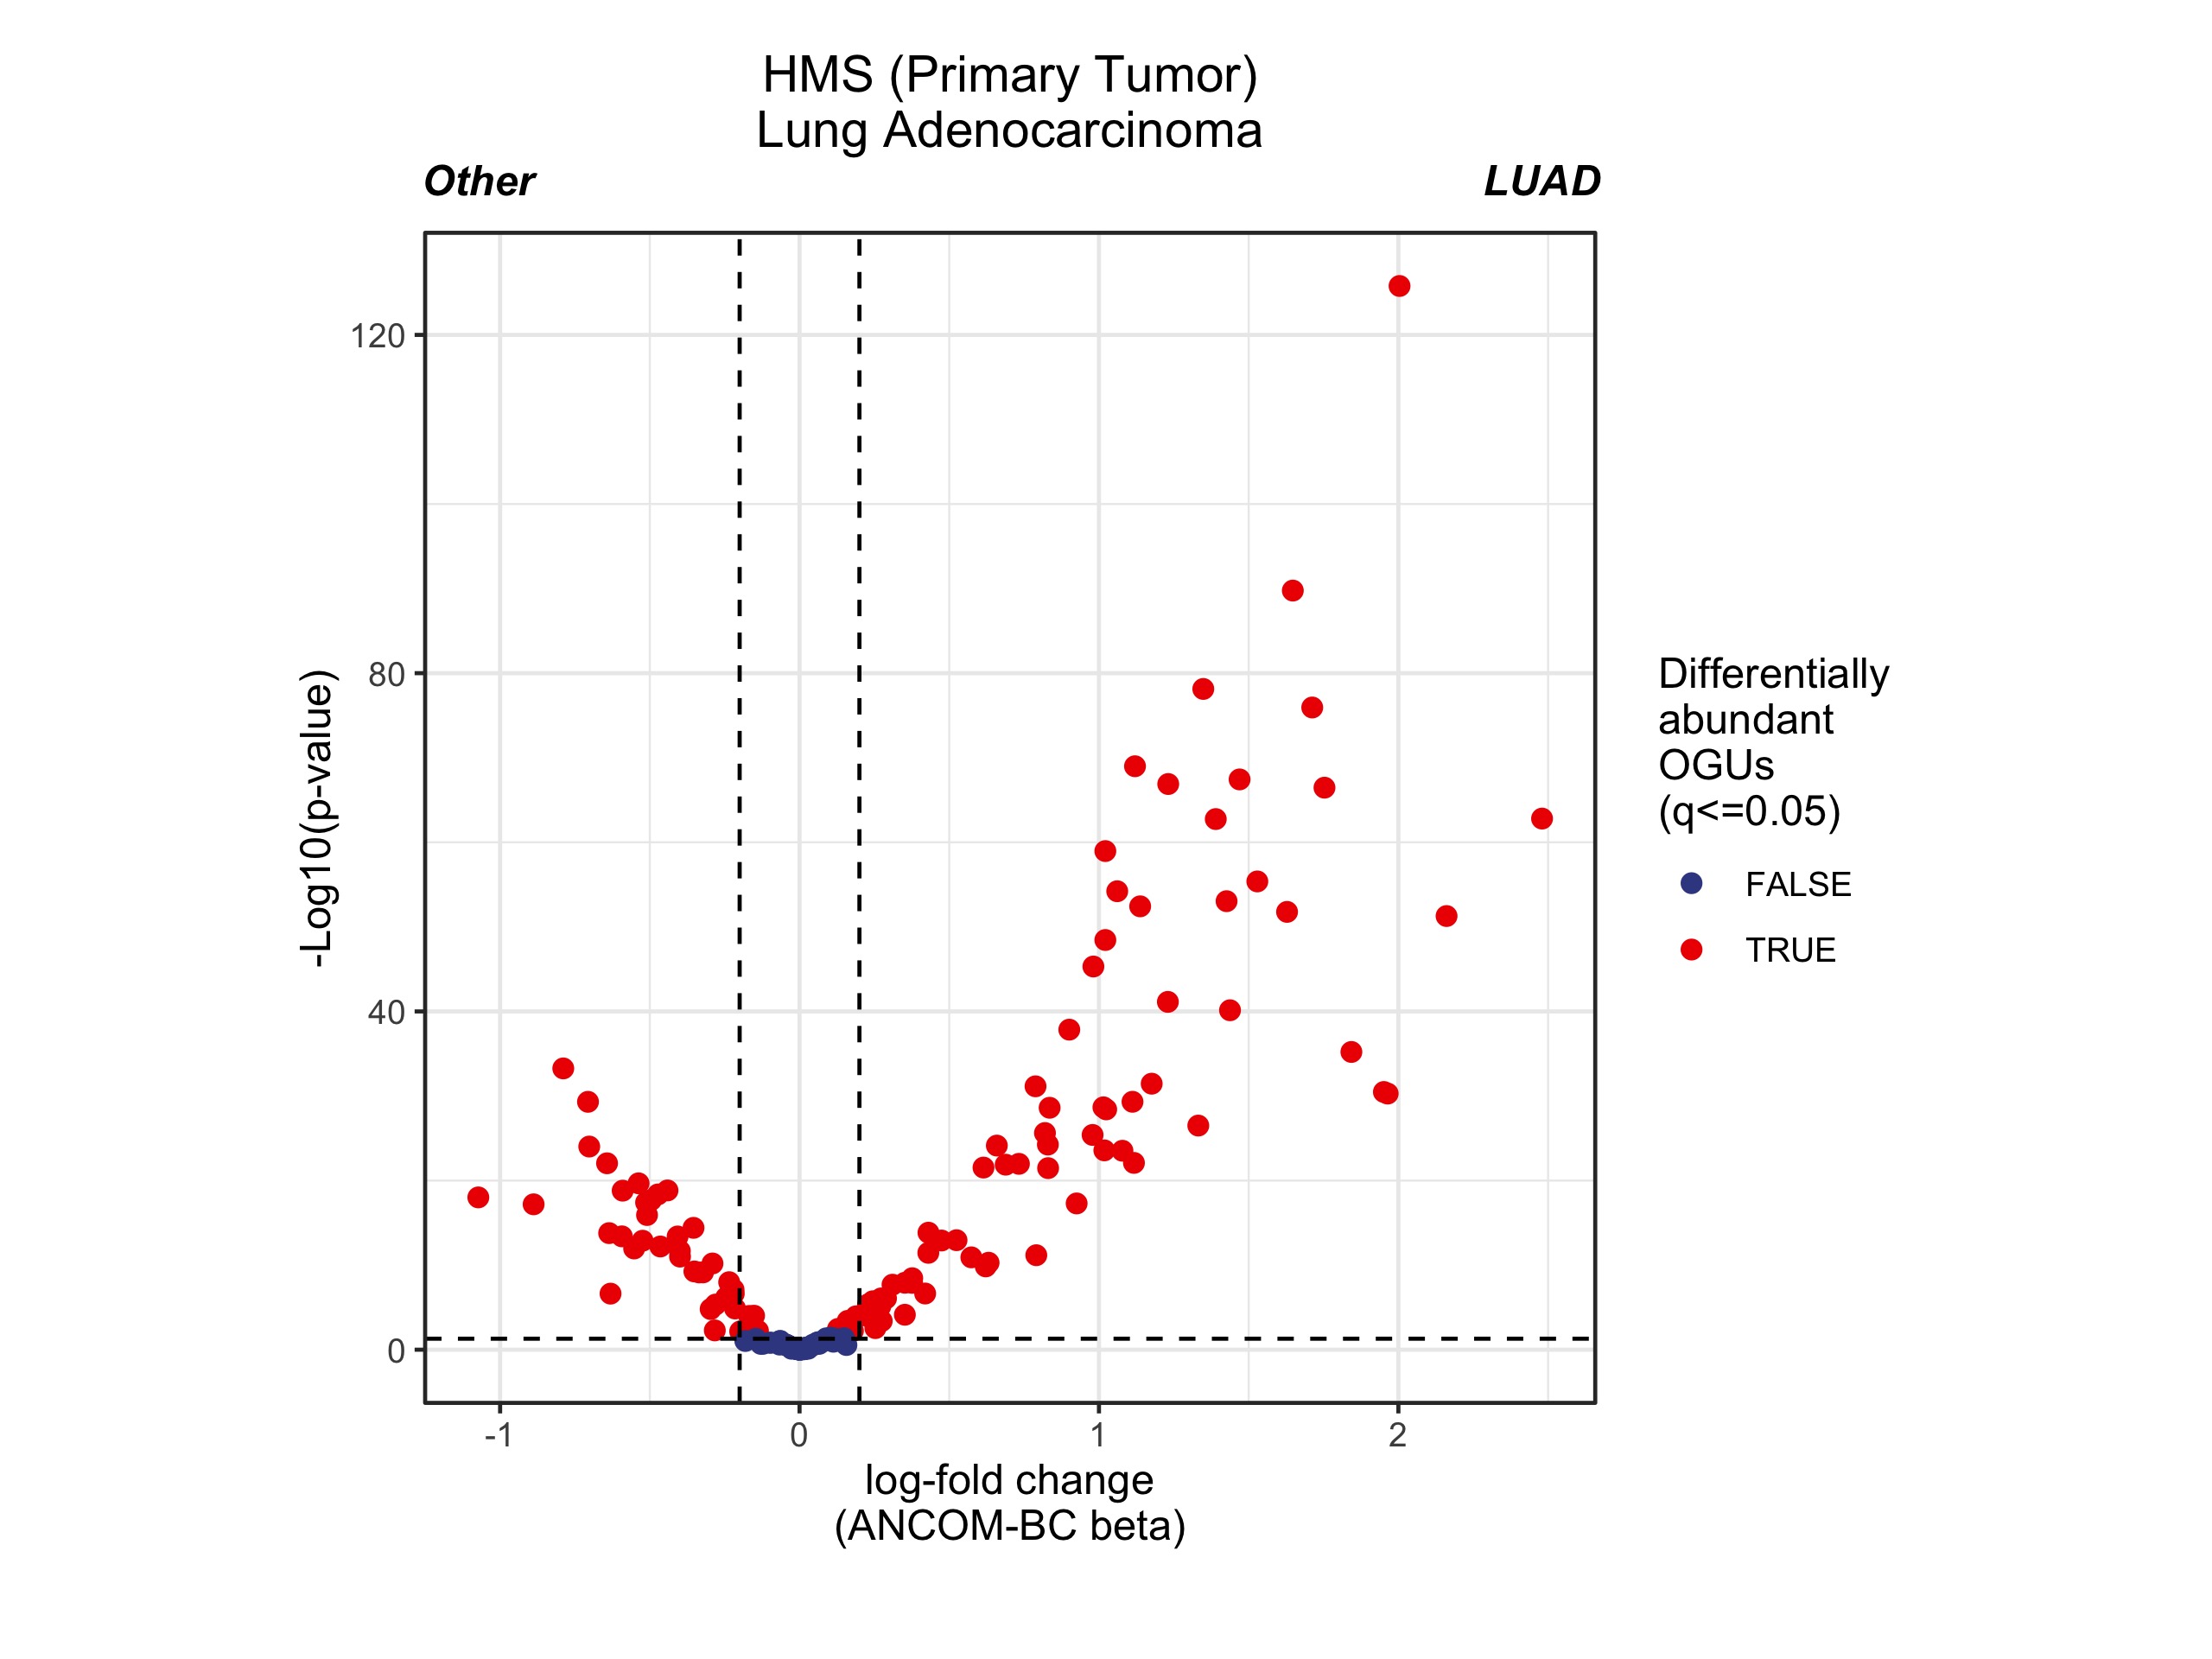 HMS (Primary Tumor)
Lung Adenocarcinoma
Other
LUAD
120
80
40
0
-Log10(p-value)
-1
0
1
2
log-fold change
(ANCOM-BC beta)
Differentially
abundant
OGUs
(q<=0.05)
FALSE
TRUE